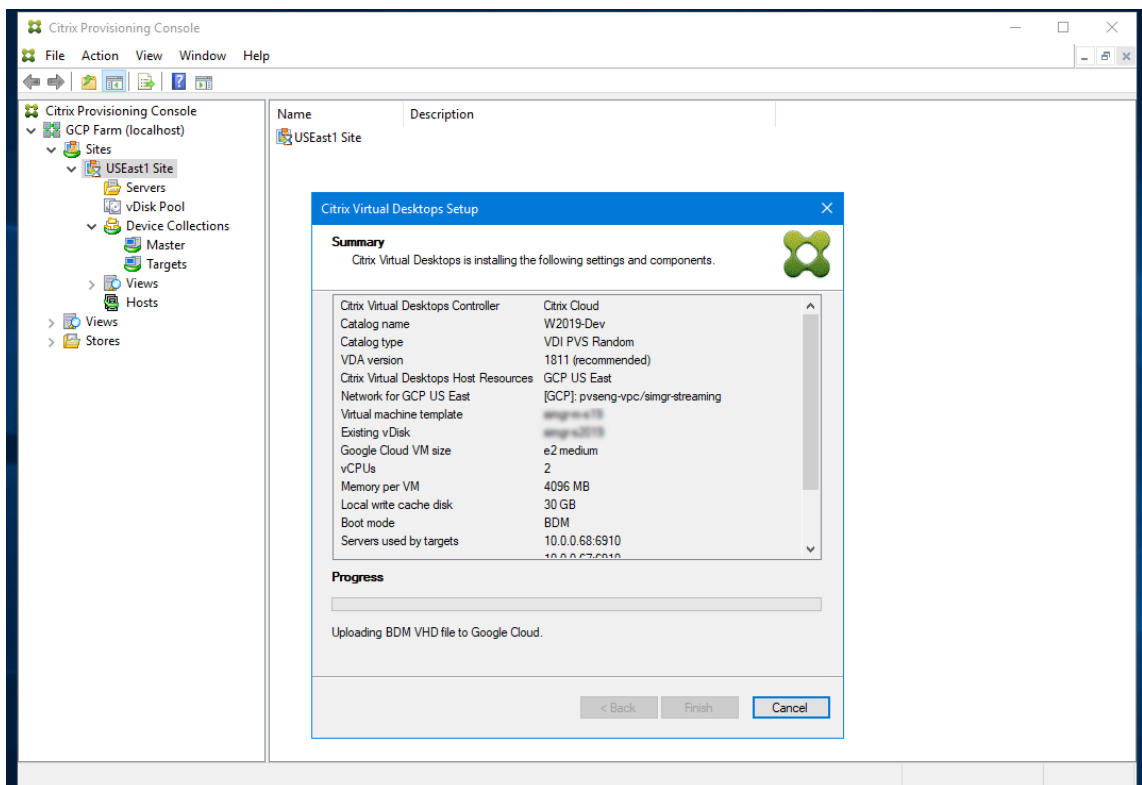 Citrix Provisioning Console
File Action View Window Help
Citrix Provisioning Console
GCP Farm (localhost)
Sites
USEast1 Site
Servers
vDisk Pool
Device Collections
Master
Targets
Views
Hosts
Views
Stores
Name Description
USEast1 Site
Citrix Virtual Desktops Setup
Summary
Citrix Virtual Desktops is installing the following settings and components.
Citrix Virtual Desktops Controller Citrix Cloud
Catalog name W2019-Dev
Catalog type VDI PVS Random
VDA version 1811 (recommended)
Citrix Virtual Desktops Host Resources GCP US East
Network for GCP US East [GCP]: pvseng-vpc/simgr-streaming
Virtual machine template
Existing vDisk
Google Cloud VM size e2 medium
vCPUs 2
Memory per VM 4096 MB
Local write cache disk 30 GB
Boot mode BDM
Servers used by targets 10.0.0.68:6910
10.0.0.67:6910
Progress
Uploading BDM VHD file to Google Cloud.
< Back Finish Cancel